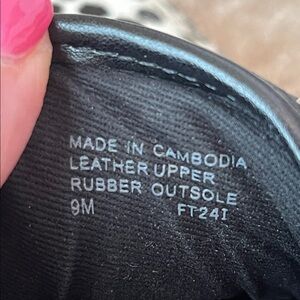 MADE IN CAMBODIA
LEATHER UPPER
RUBBER OUTSOLE
9M FT24I